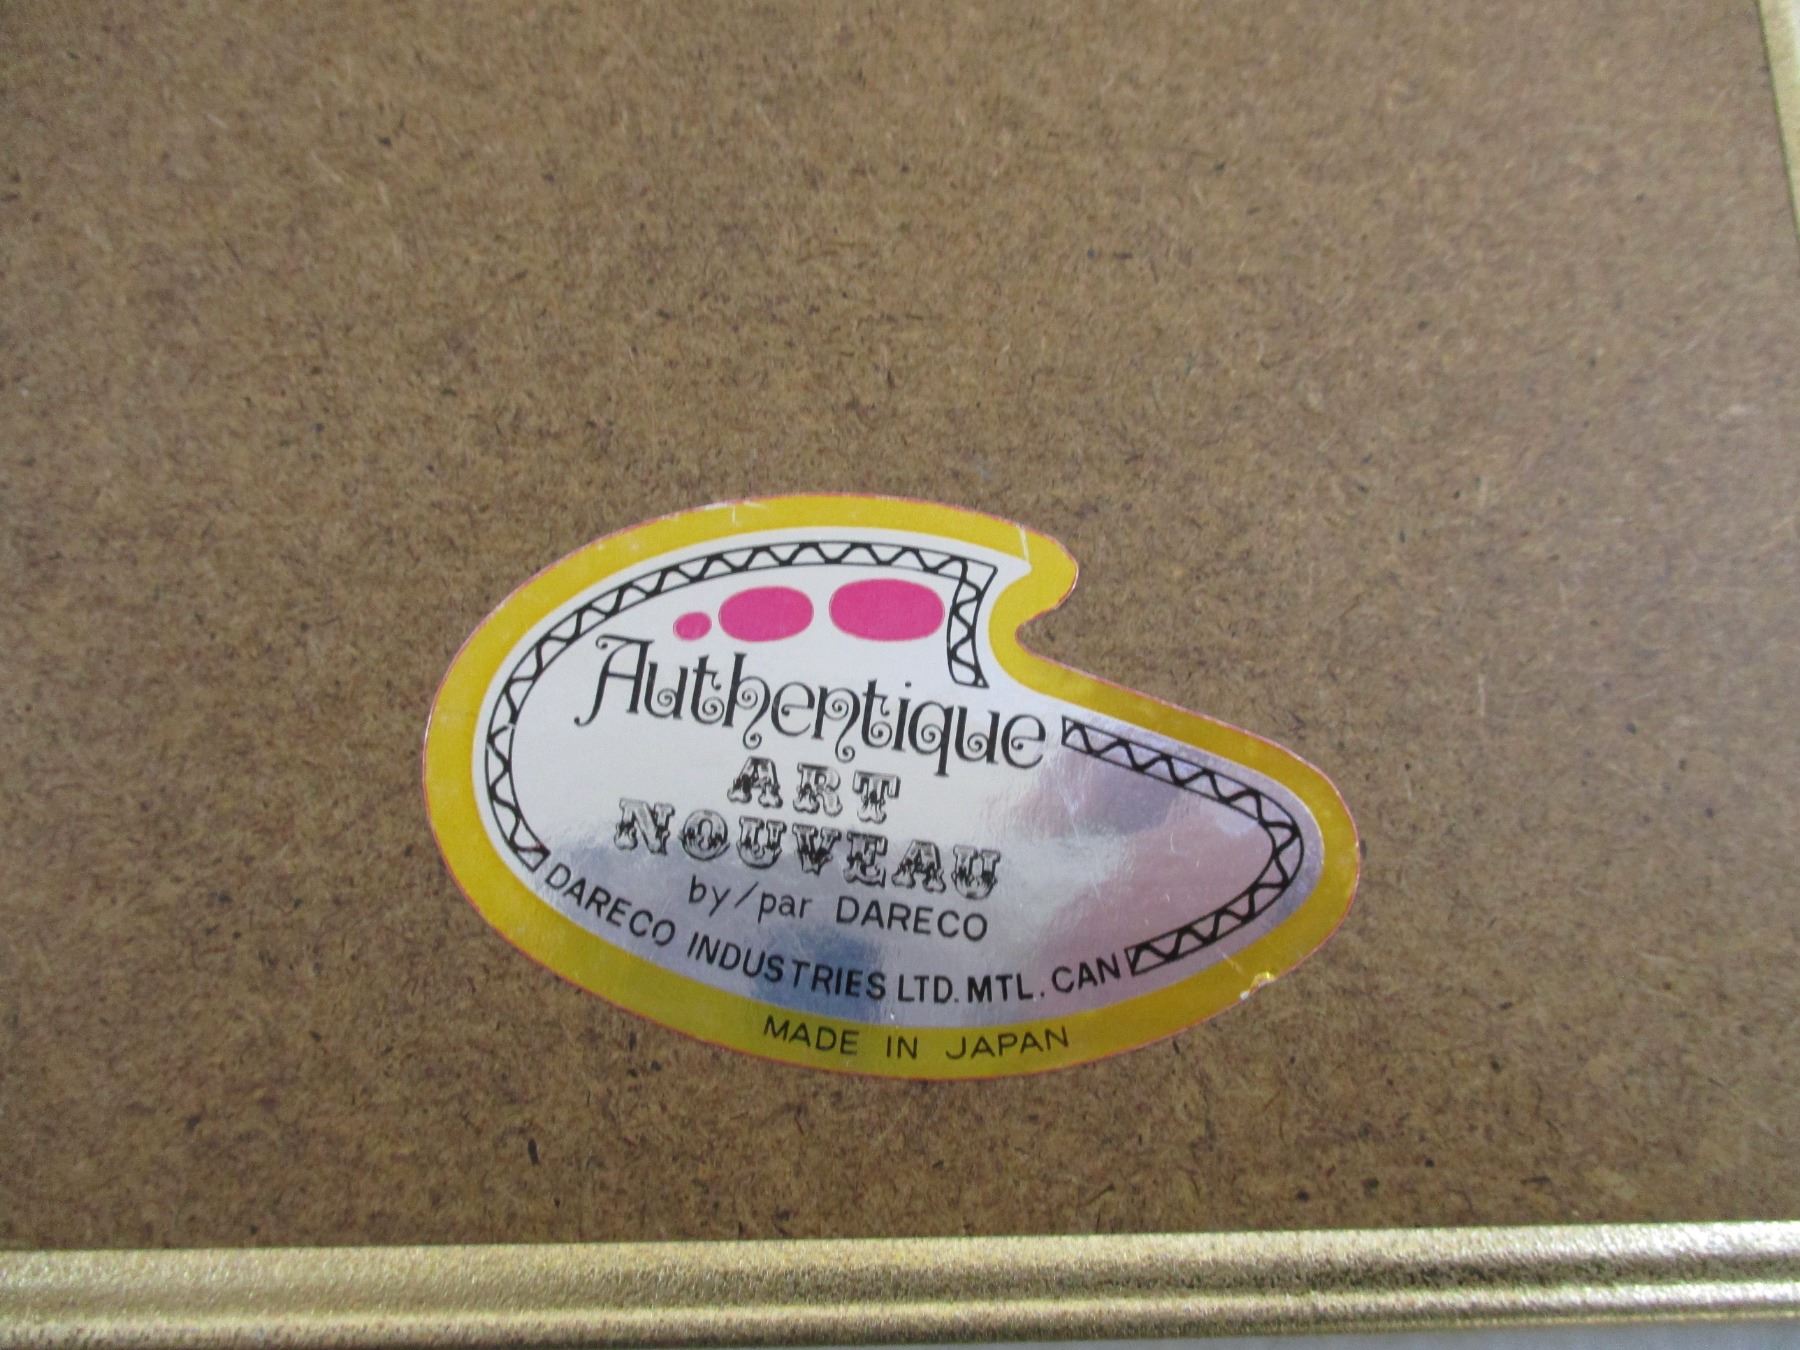 Authentique
ART
NOUVEAU
by/par DARECO
DARECO INDUSTRIES LTD. MTL. CAN
MADE IN JAPAN